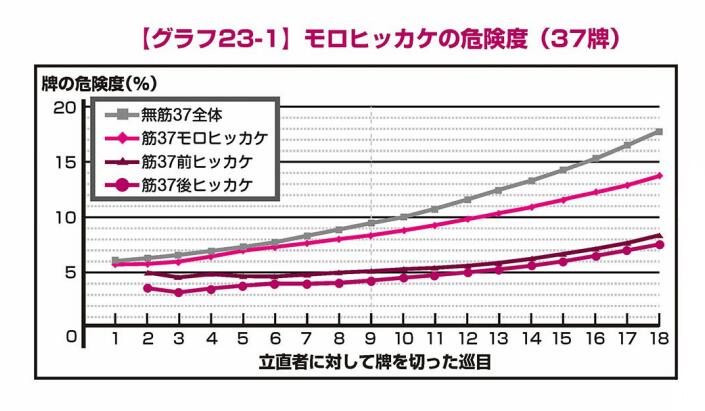 【グラフ23-1】モロヒッカケの危険度（37牌）
牌の危険度(%)
無筋37全体
筋37モロヒッカケ
筋37前ヒッカケ
筋37後ヒッカケ
20
15
10
5
0
1 2 3 4 5 6 7 8 9 10 11 12 13 14 15 16 17 18
立直者に対して牌を切った巡目